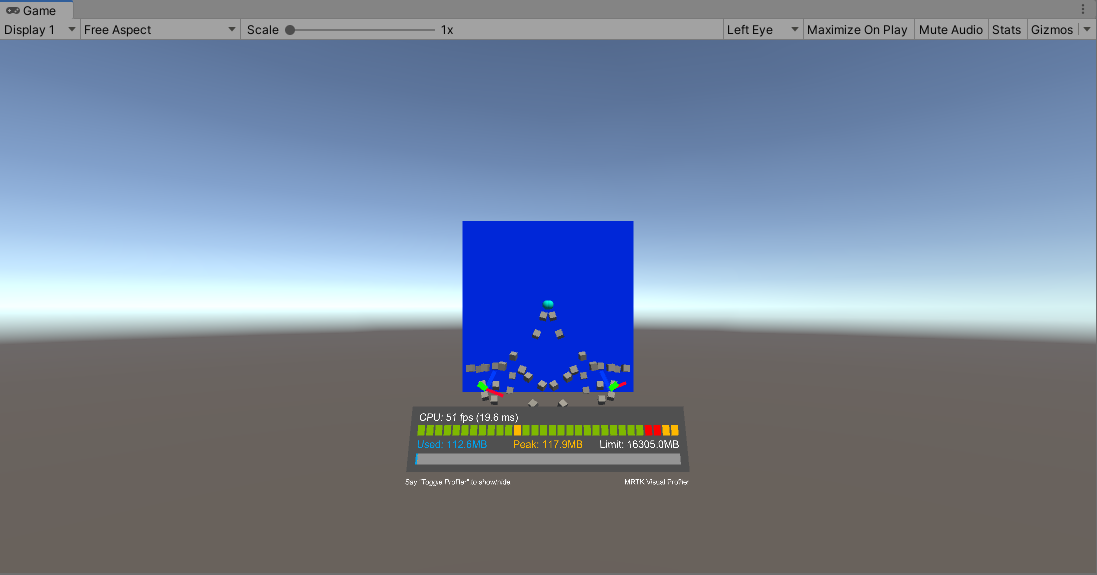 Game
Display 1 Free Aspect Scale 1x Left Eye Maximize On Play Mute Audio Stats Gizmos
CPU: 51 fps (19.6 ms)
Used: 112.6MB Peak: 117.9MB Limit: 16305.0MB
Say "Toggle Profiler" to show/hide MRTK Visual Profiler